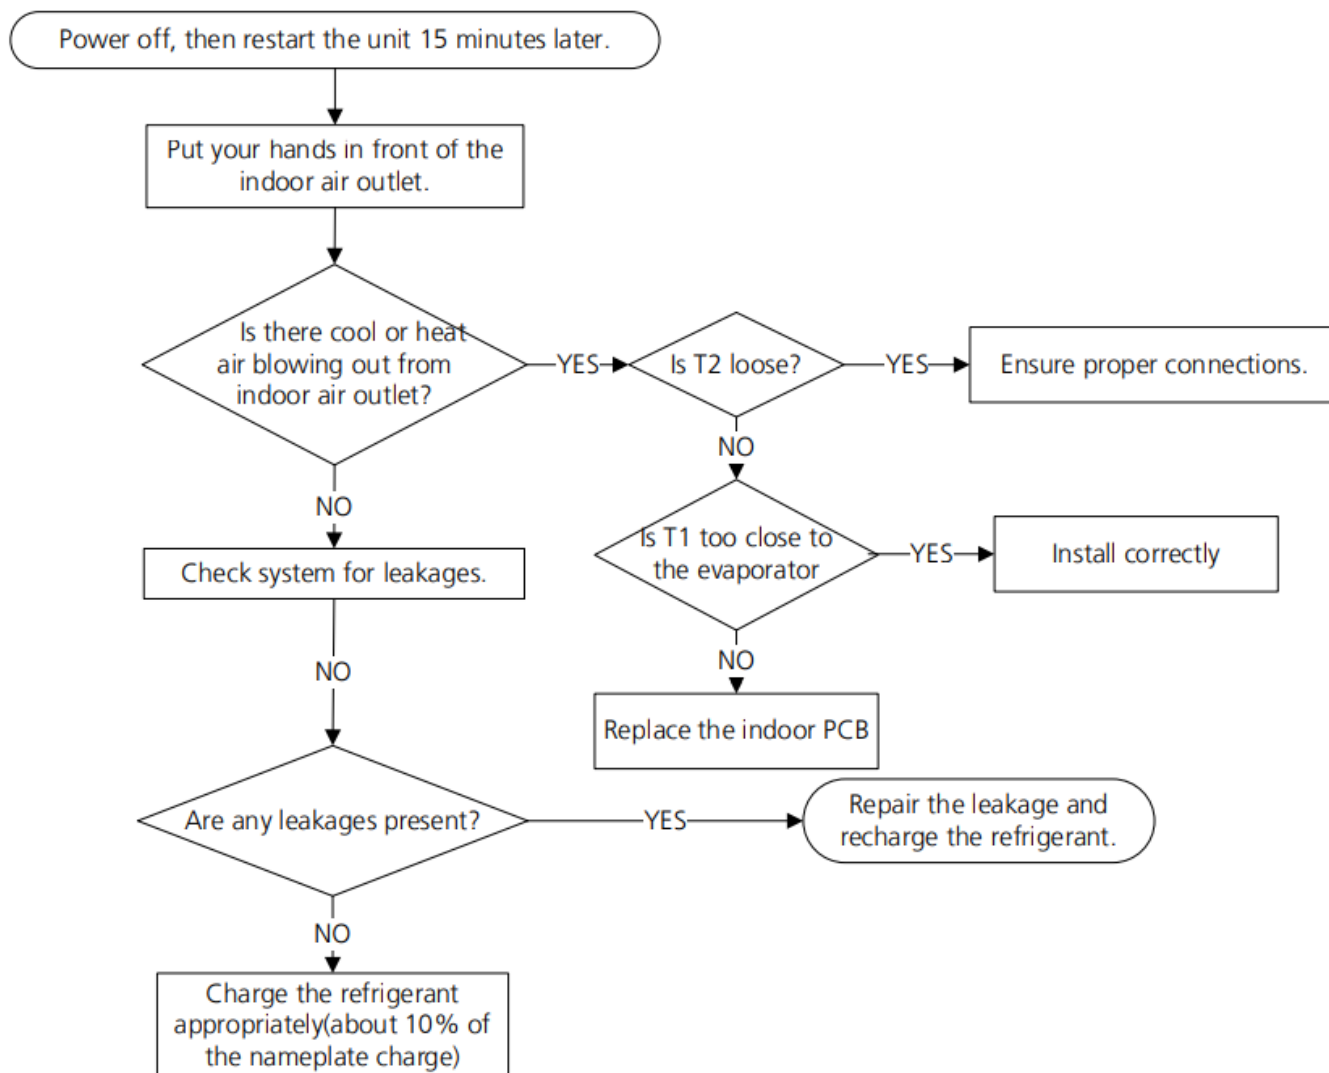 Power off, then restart the unit 15 minutes later.
Put your hands in front of the
indoor air outlet.
Is there cool or heat
air blowing out from
indoor air outlet?
YES
Is T2 loose?
YES
Ensure proper connections.
NO
NO
Is T1 too close to
the evaporator
YES
Install correctly
Check system for leakages.
NO
NO
Replace the indoor PCB
Are any leakages present?
YES
Repair the leakage and
recharge the refrigerant.
NO
Charge the refrigerant
appropriately(about 10% of
the nameplate charge)